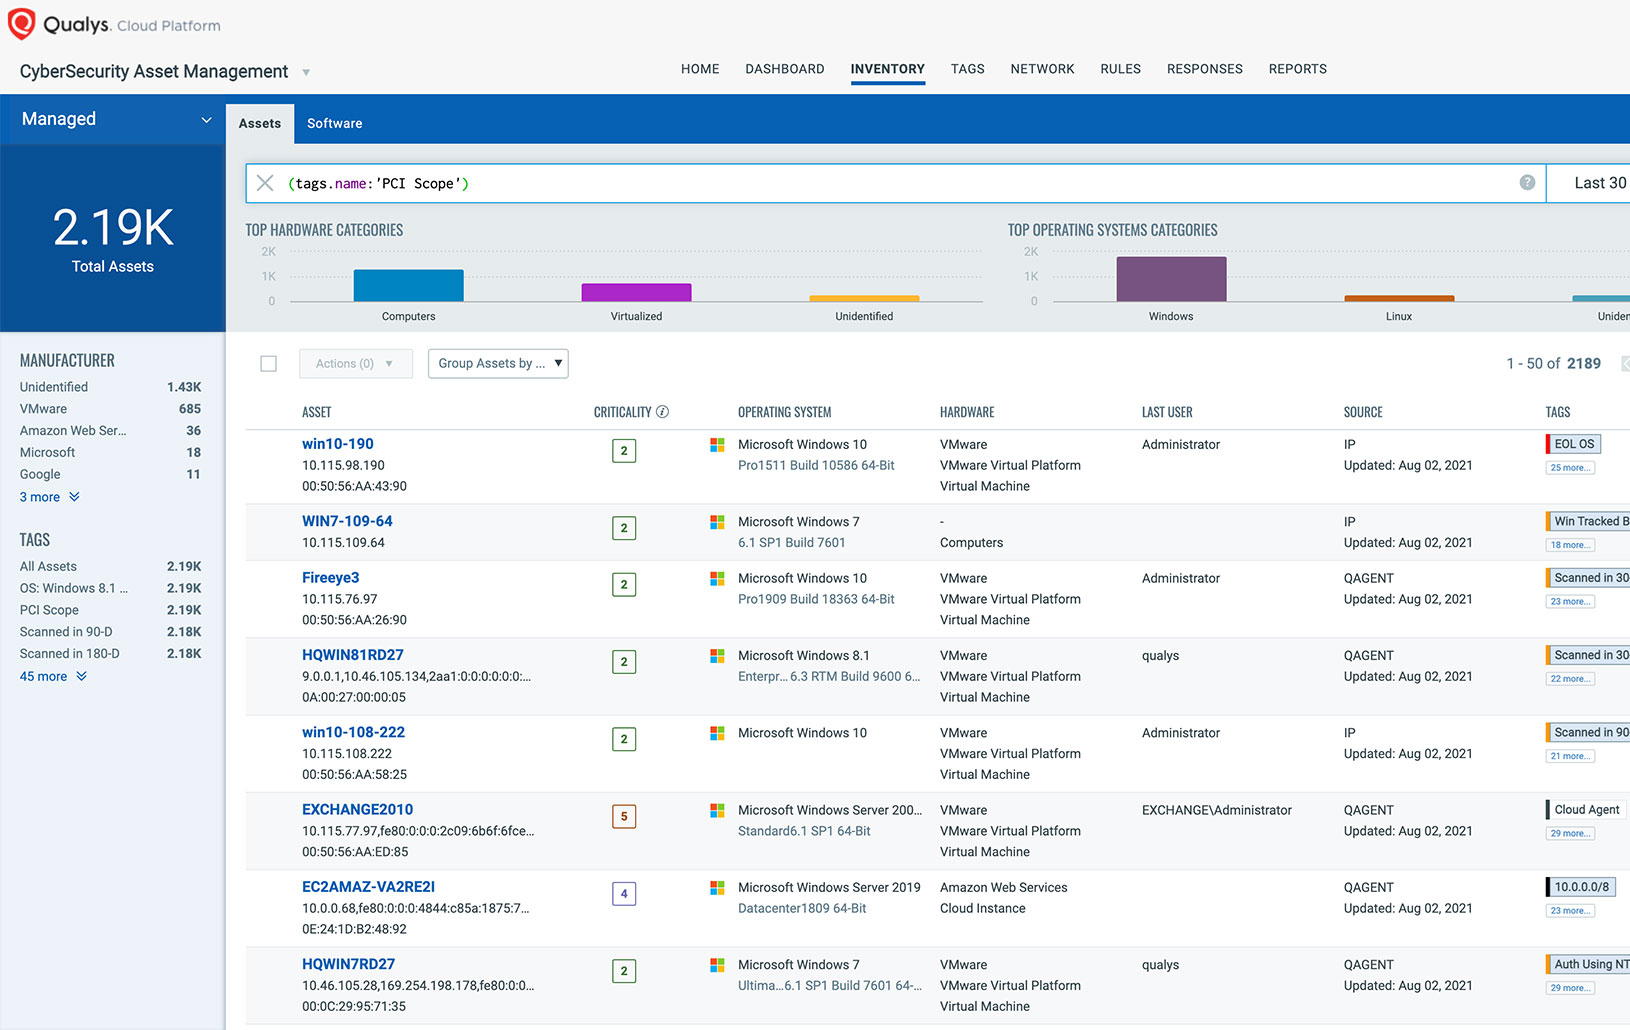 Qualys. Cloud Platform
CyberSecurity Asset Management
HOME DASHBOARD INVENTORY TAGS NETWORK RULES RESPONSES REPORTS
Managed
Assets Software
(tags.name:'PCI Scope')
? Last 30
2.19K
Total Assets
TOP HARDWARE CATEGORIES
2K
1K
0
Computers Virtualized Unidentified
TOP OPERATING SYSTEMS CATEGORIES
2K
1K
0
Windows Linux Uniden
MANUFACTURER
Unidentified 1.43K
VMware 685
Amazon Web Ser... 36
Microsoft 18
Google 11
3 more
TAGS
All Assets 2.19K
OS: Windows 8.1 ... 2.19K
PCI Scope 2.19K
Scanned in 90-D 2.18K
Scanned in 180-D 2.18K
45 more
Actions (0) Group Assets by ... 1 - 50 of 2189
ASSET CRITICALITY i OPERATING SYSTEM HARDWARE LAST USER SOURCE TAGS
win10-190 2 Microsoft Windows 10 VMware Administrator IP EOL OS
10.115.98.190 Pro1511 Build 10586 64-Bit VMware Virtual Platform Updated: Aug 02, 2021 25 more...
00:50:56:AA:43:90 Virtual Machine
WIN7-109-64 2 Microsoft Windows 7 - IP Win Tracked B
10.115.109.64 6.1 SP1 Build 7601 Computers Updated: Aug 02, 2021 18 more...
Fireeye3 2 Microsoft Windows 10 VMware Administrator QAGENT Scanned in 30
10.115.76.97 Pro1909 Build 18363 64-Bit VMware Virtual Platform Updated: Aug 02, 2021 23 more...
00:50:56:AA:26:90 Virtual Machine
HQWIN81RD27 2 Microsoft Windows 8.1 VMware qualys QAGENT Scanned in 30
9.0.0.1,10.46.105.134,2aa1:0:0:0:0:0:... Enterpr... 6.3 RTM Build 9600 6... VMware Virtual Platform Updated: Aug 02, 2021 22 more...
0A:00:27:00:00:05 Virtual Machine
win10-108-222 2 Microsoft Windows 10 VMware Administrator IP Scanned in 90
10.115.108.222 VMware Virtual Platform Updated: Aug 02, 2021 21 more...
00:50:56:AA:58:25 Virtual Machine
EXCHANGE2010 5 Microsoft Windows Server 200... VMware EXCHANGE\Administrator QAGENT Cloud Agent
10.115.77.97,fe80:0:0:0:2c09:6b6f:6fce... Standard6.1 SP1 64-Bit VMware Virtual Platform Updated: Aug 02, 2021 29 more...
00:50:56:AA:ED:85 Virtual Machine
EC2AMAZ-VA2RE2I 4 Microsoft Windows Server 2019 Amazon Web Services QAGENT 10.0.0.0/8
10.0.0.68,fe80:0:0:0:4844:c85a:1875:7... Datacenter1809 64-Bit Cloud Instance Updated: Aug 02, 2021 23 more...
0E:24:1D:B2:48:92
HQWIN7RD27 2 Microsoft Windows 7 VMware qualys QAGENT Auth Using NT
10.46.105.28,169.254.198.178,fe80:0:0... Ultima...6.1 SP1 Build 7601 64-... VMware Virtual Platform Updated: Aug 02, 2021 29 more...
00:0C:29:95:71:35 Virtual Machine